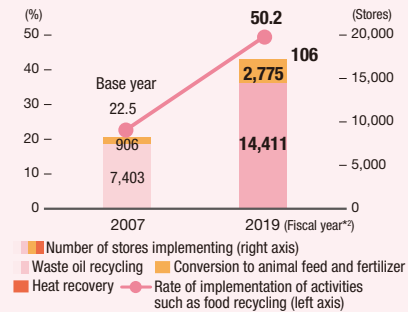 (%)
(Stores)
50.2
50
20,000
106
40
2,775
15,000
Base year
30
22.5
10,000
20
906
14,411
10
7,403
5,000
0
0
2007
2019 (Fiscal year*2)
Number of stores implementing (right axis)
Waste oil recycling
Conversion to animal feed and fertilizer
Heat recovery
Rate of implementation of activities
such as food recycling (left axis)